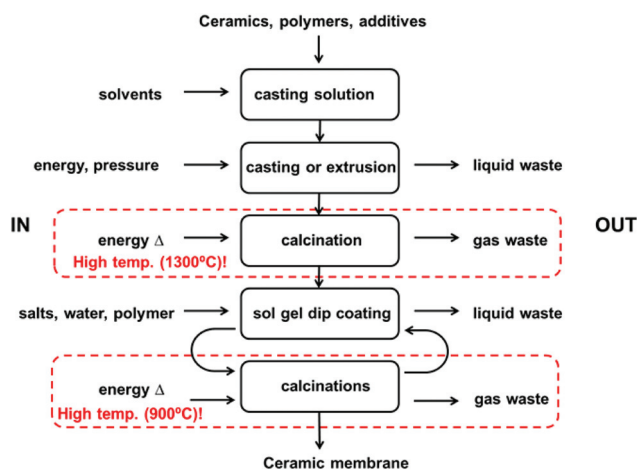 Ceramics, polymers, additives
solvents
casting solution
energy, pressure
casting or extrusion
liquid waste
IN
OUT
energy Δ
calcination
gas waste
High temp. (1300ºC)!
salts, water, polymer
sol gel dip coating
liquid waste
energy Δ
calcinations
gas waste
High temp. (900ºC)!
Ceramic membrane